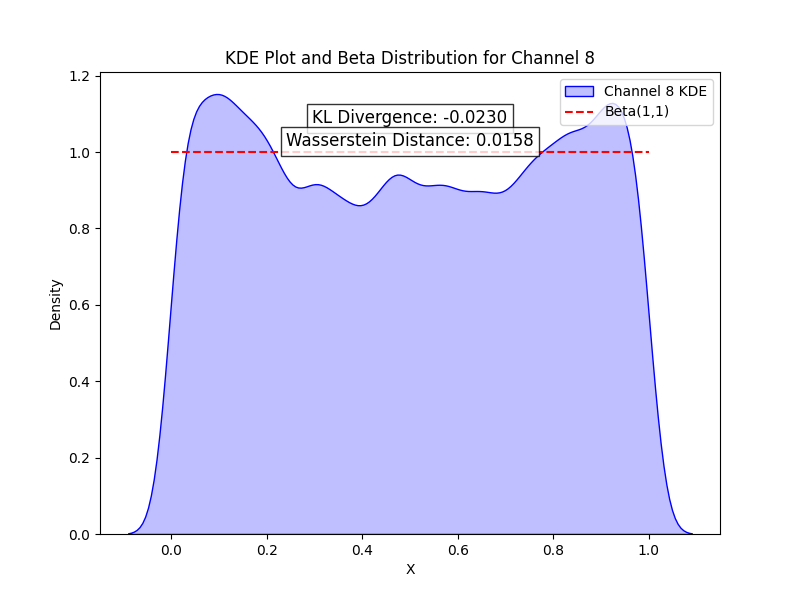 KDE Plot and Beta Distribution for Channel 8
Channel 8 KDE
Beta(1,1)
KL Divergence: -0.0230
Wasserstein Distance: 0.0158
Density
1.2
1.0
0.8
0.6
0.4
0.2
0.0
0.0 0.2 0.4 0.6 0.8 1.0
X